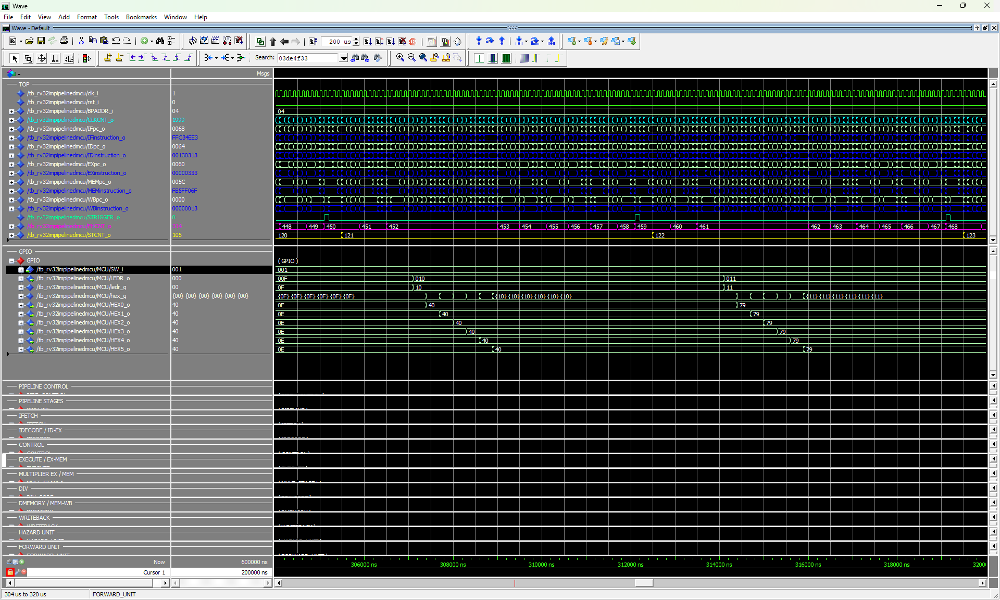 Wave
File Edit View Add Format Tools Bookmarks Window Help
Wave - Default
200 us
Search: 03de4f33
Msgs
TOP
/tb_rv32impipelinedmcu/clk_i 1
/tb_rv32impipelinedmcu/rst_i 0
/tb_rv32impipelinedmcu/BPADDR_i 04 04
/tb_rv32impipelinedmcu/CLKCNT_o 1999
/tb_rv32impipelinedmcu/IFpc_o 0068
/tb_rv32impipelinedmcu/IFinstruction_o FFC34EE3
/tb_rv32impipelinedmcu/IDpc_o 0064
/tb_rv32impipelinedmcu/IDinstruction_o 00130313
/tb_rv32impipelinedmcu/EXpc_o 0060
/tb_rv32impipelinedmcu/EXinstruction_o 00000333
/tb_rv32impipelinedmcu/MEMpc_o 005C
/tb_rv32impipelinedmcu/MEMinstruction_o FB5FF06F
/tb_rv32impipelinedmcu/WBpc_o 0000
/tb_rv32impipelinedmcu/WBinstruction_o 00000013
/tb_rv32impipelinedmcu/STRIGGER_o 0
/tb_rv32impipelinedmcu/FHCNT_o 314 448 449 450 451 452 453 454 455 456 457 458 459 460 461 462 463 464 465 466 467 468
/tb_rv32impipelinedmcu/STCNT_o 105 120 121 122 123
GPIO
GPIO (GPIO)
/tb_rv32impipelinedmcu/MCU/SW_i 001 001
/tb_rv32impipelinedmcu/MCU/LEDR_o 000 00F 010 011
/tb_rv32impipelinedmcu/MCU/ledr_q 00 0F 10 11
/tb_rv32impipelinedmcu/MCU/hex_q {00} {00} {00} {00} {00} {00} {0F} {0F} {0F} {0F} {0F} {0F} {10} {10} {10} {10} {10} {10} {11} {11} {11} {11} {11} {11}
/tb_rv32impipelinedmcu/MCU/HEX0_o 40 0E 40 79
/tb_rv32impipelinedmcu/MCU/HEX1_o 40 0E 40 79
/tb_rv32impipelinedmcu/MCU/HEX2_o 40 0E 40 79
/tb_rv32impipelinedmcu/MCU/HEX3_o 40 0E 40 79
/tb_rv32impipelinedmcu/MCU/HEX4_o 40 0E 40 79
/tb_rv32impipelinedmcu/MCU/HEX5_o 40 0E 40 79
PIPELINE CONTROL
PIPELINE STAGES
IFETCH
IDECODE / ID-EX
CONTROL
EXECUTE / EX-MEM
MULTIPLIER EX / MEM
DIV
DMEMORY / MEM-WB
WRITEBACK
HAZARD UNIT
FORWARD UNIT
Now 600000 ns 306000 ns 308000 ns 310000 ns 312000 ns 314000 ns 316000 ns 318000 ns
Cursor 1 200000 ns
304 us to 320 us FORWARD_UNIT